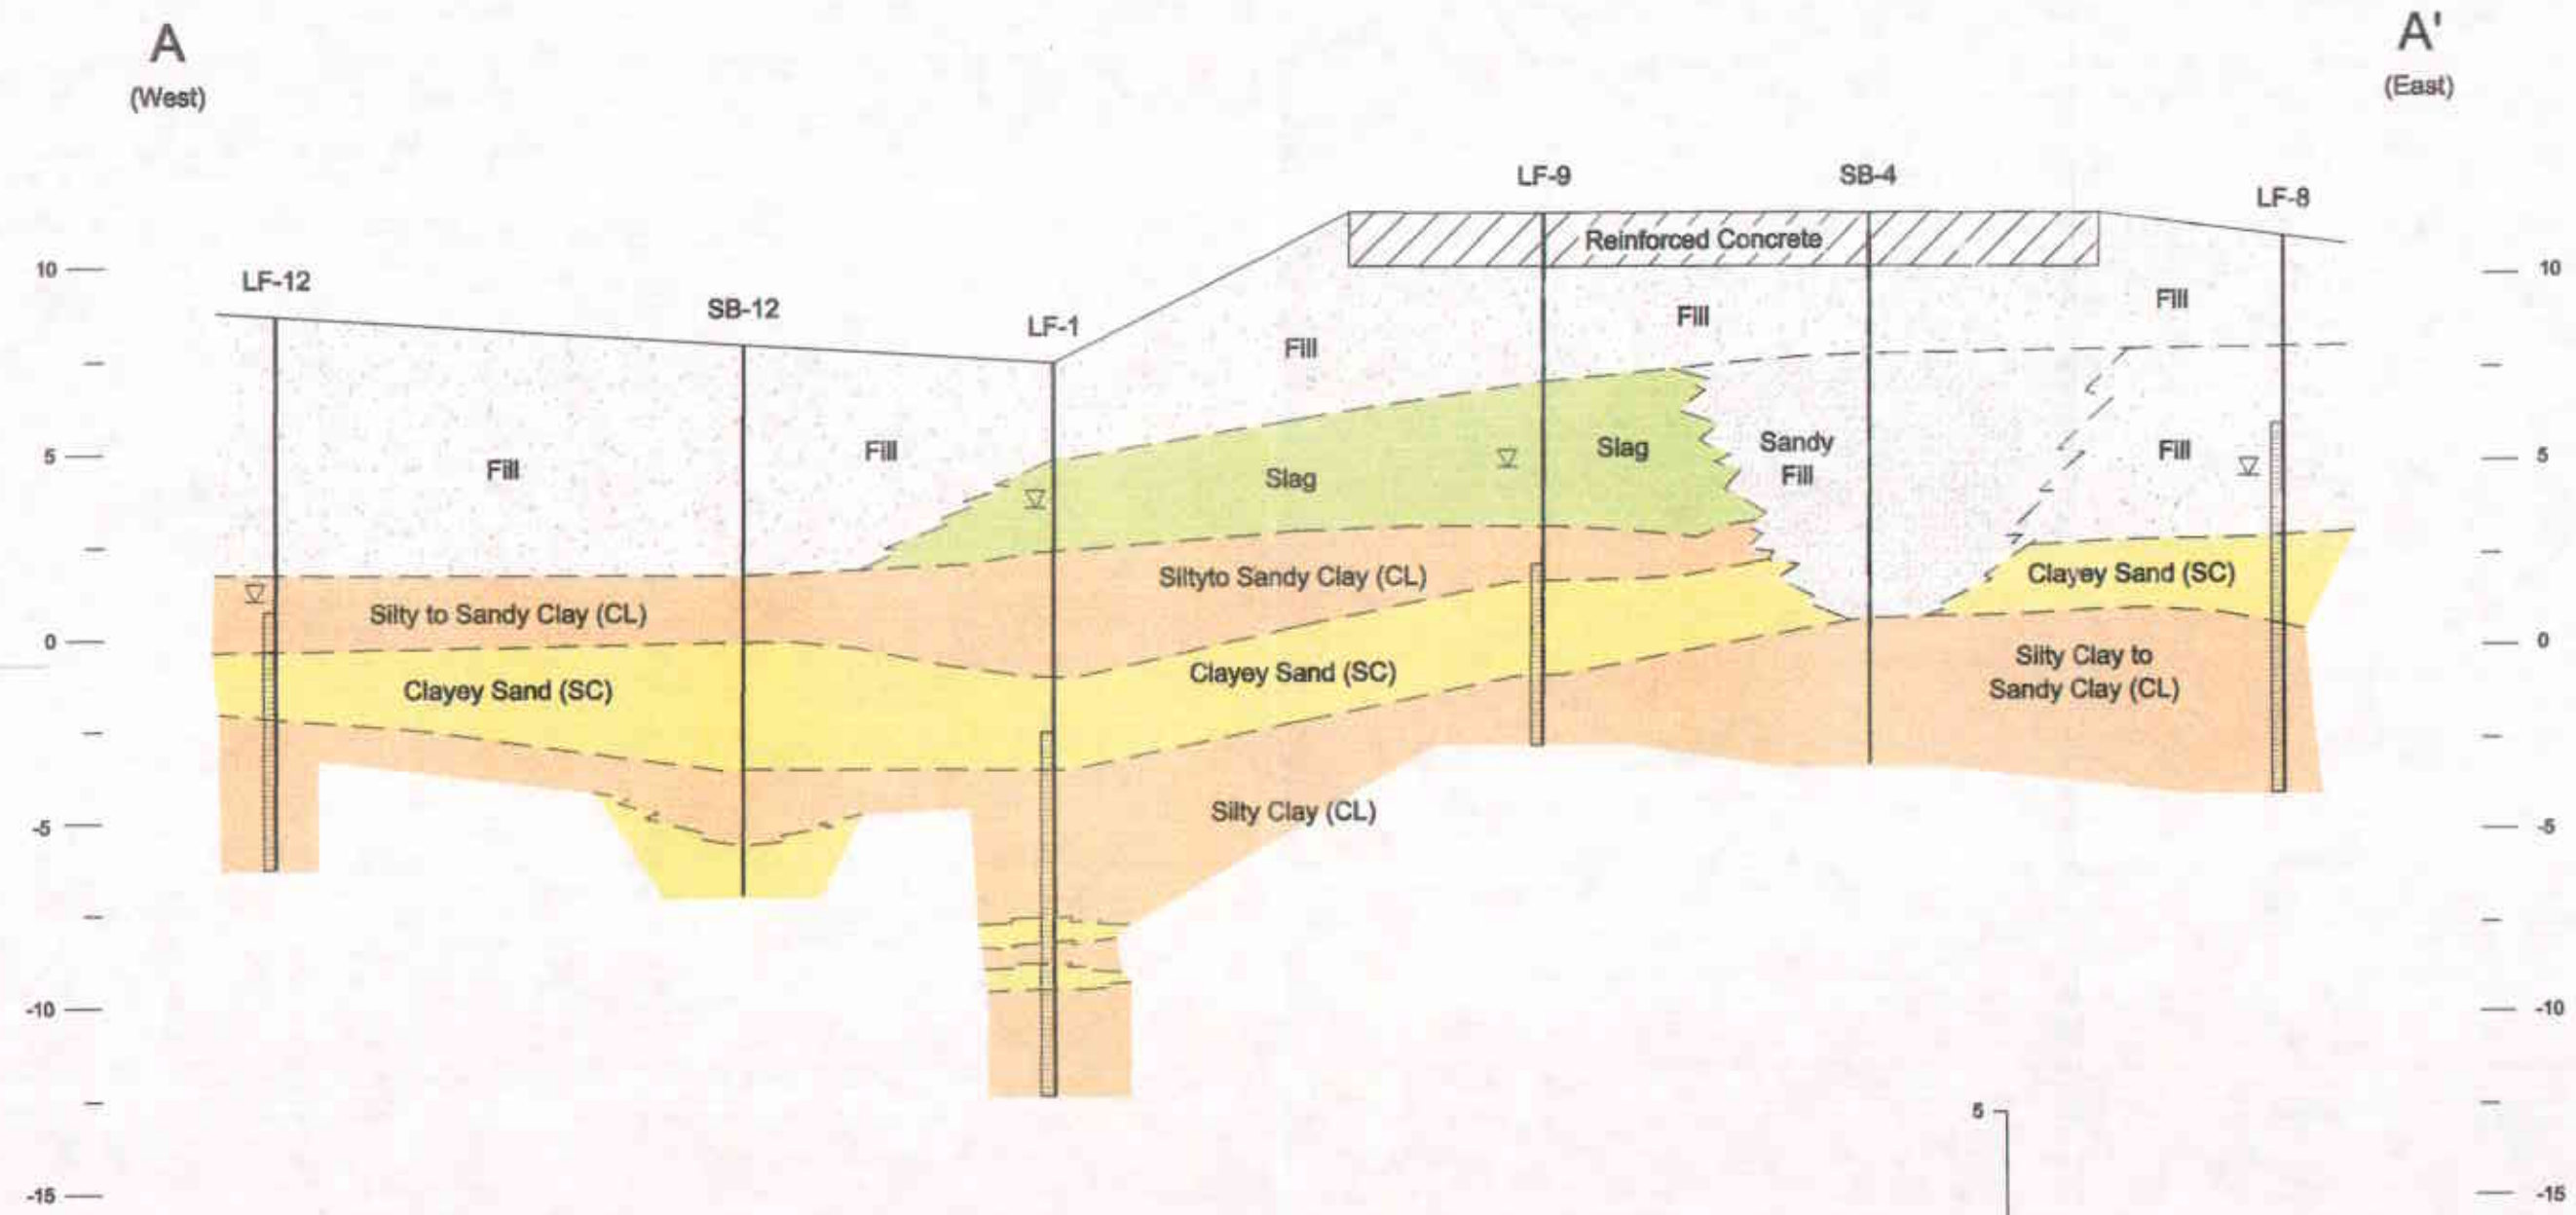 A
A'
(West)
(East)
LF-9
SB-4
LF-8
Reinforced Concrete
10
10
LF-12
SB-12
LF-1
Fill
Fill
Fill
Fill
Fill
Fill
5
5
Slag
Slag
Sandy
Fill
Silty to Sandy Clay (CL)
Siltyto Sandy Clay (CL)
Clayey Sand (SC)
0
0
Clayey Sand (SC)
Clayey Sand (SC)
Silty Clay to
Sandy Clay (CL)
Silty Clay (CL)
-5
-5
-10
-10
5
-15
-15